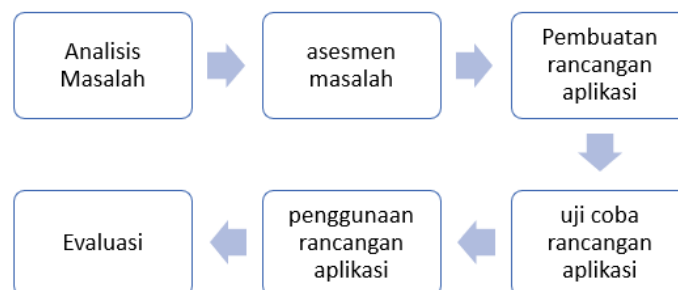 Analisis
Masalah
asesmen
masalah
Pembuatan
rancangan
aplikasi
uji coba
rancangan
aplikasi
penggunaan
rancangan
aplikasi
Evaluasi